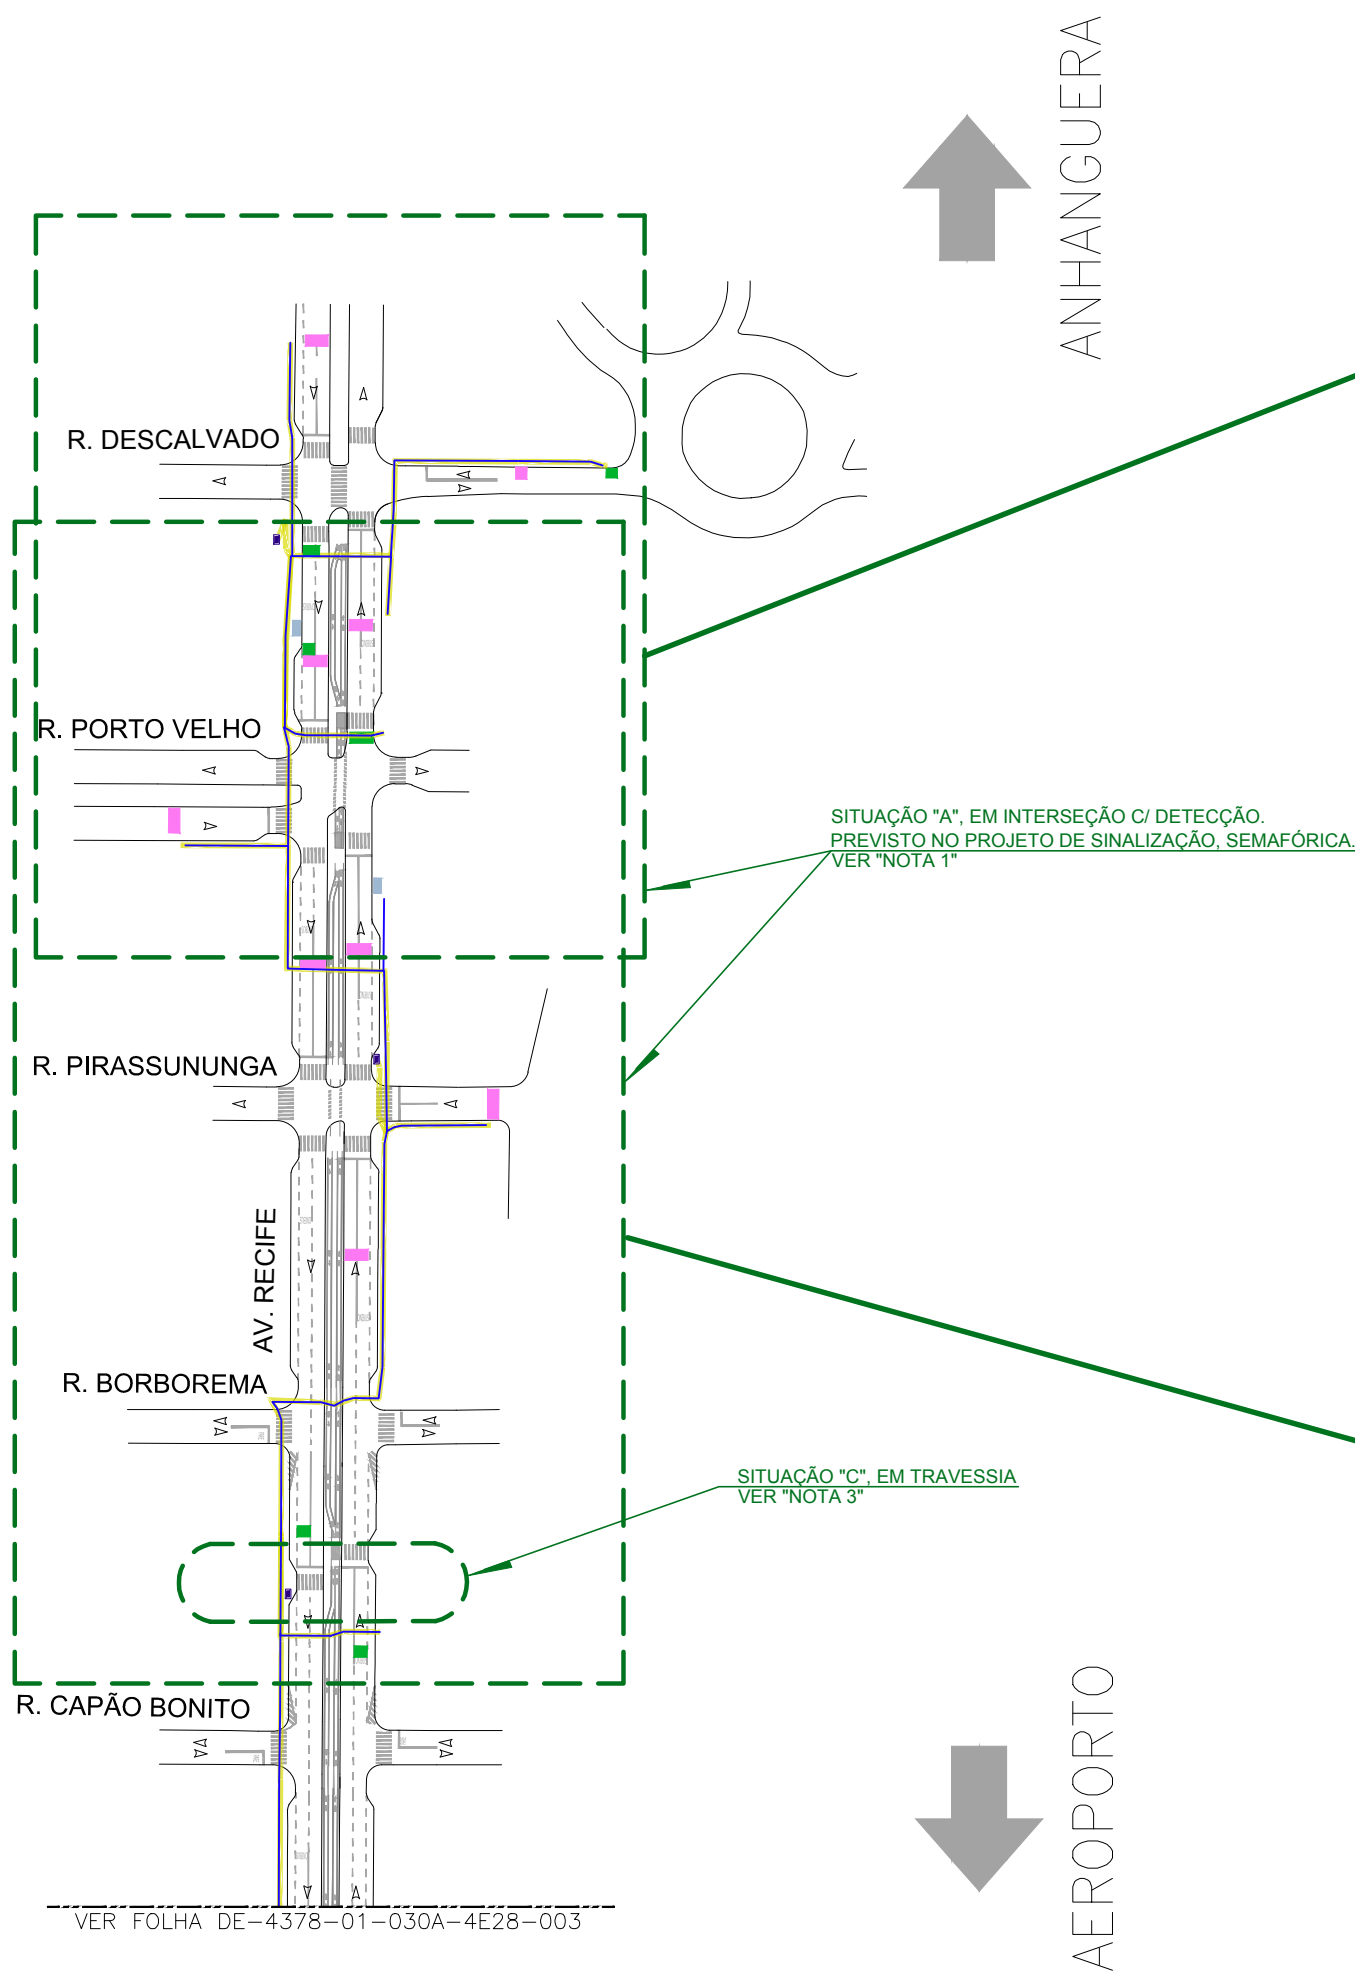 ANHANGUERA
R. DESCALVADO
R. PORTO VELHO
SITUAÇÃO "A", EM INTERSEÇÃO C/ DETECÇÃO.
PREVISTO NO PROJETO DE SINALIZAÇÃO, SEMAFÓRICA.
VER "NOTA 1"
R. PIRASSUNUNGA
AV. RECIFE
R. BORBOREMA
SITUAÇÃO "C", EM TRAVESSIA
VER "NOTA 3"
R. CAPÃO BONITO
AEROPORTO
VER FOLHA DE-4378-01-030A-4E28-003